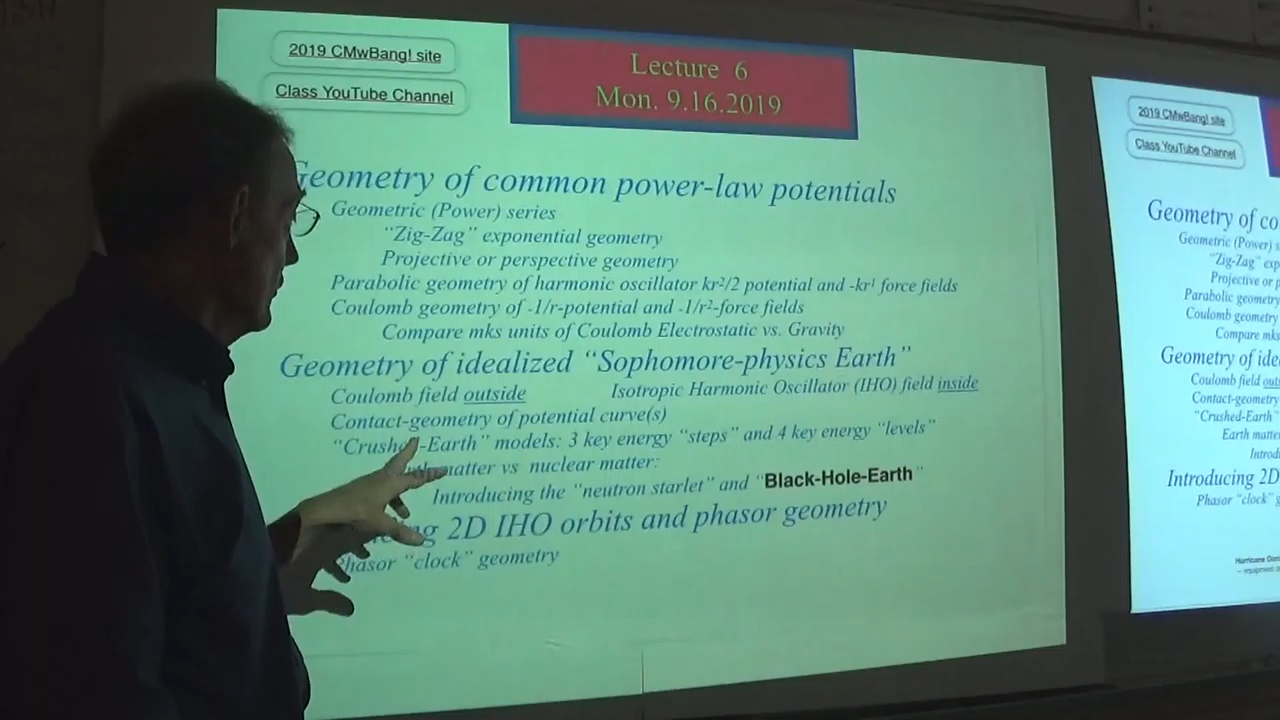 2019 CMwBang! site
Class YouTube Channel
Lecture 6
Mon. 9.16.2019
Geometry of common power-law potentials
Geometric (Power) series
“Zig-Zag” exponential geometry
Projective or perspective geometry
Parabolic geometry of harmonic oscillator kr²/2 potential and -kr¹ force fields
Coulomb geometry of -1/r-potential and -1/r²-force fields
Compare mks units of Coulomb Electrostatic vs. Gravity
Geometry of idealized “Sophomore-physics Earth”
Coulomb field outside Isotropic Harmonic Oscillator (IHO) field inside
Contact-geometry of potential curve(s)
“Crushed-Earth” models: 3 key energy “steps” and 4 key energy “levels”
matter vs nuclear matter:
Introducing the “neutron starlet” and “Black-Hole-Earth”
2D IHO orbits and phasor geometry
Phasor “clock” geometry
2019 CMwBang! site
Class YouTube Channel
Geometry of co
Geometric (Power) s
“Zig-Zag” exp
Projective or p
Parabolic geometry
Coulomb geometry
Compare mks
Geometry of ide
Coulomb field out
Contact-geometry
“Crushed-Earth”
Earth matte
Introd
Introducing 2D
Phasor “clock” g